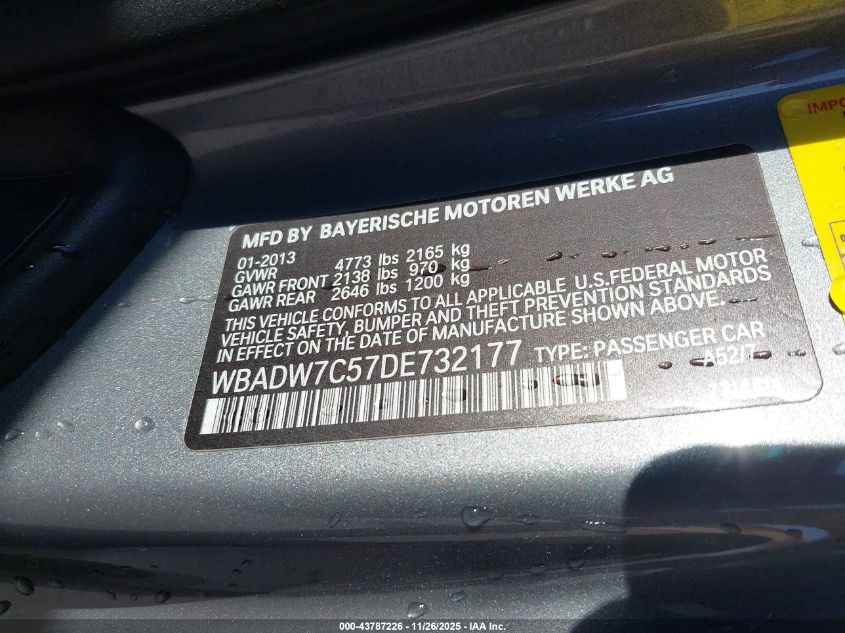 MFD BY BAYERISCHE MOTOREN WERKE AG
01-2013
GVWR 4773 lbs 2165 kg
GAWR FRONT 2138 lbs 970 kg
GAWR REAR 2646 lbs 1200 kg
THIS VEHICLE CONFORMS TO ALL APPLICABLE U.S.FEDERAL MOTOR
VEHICLE SAFETY, BUMPER AND THEFT PREVENTION STANDARDS
IN EFFECT ON THE DATE OF MANUFACTURE SHOWN ABOVE.
WBADW7C57DE732177 TYPE: PASSENGER CAR
A52/7
000-43787226 - 11/26/2025 - IAA Inc.